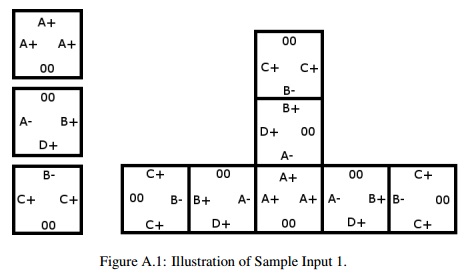 A+
A+ A+
00
00
A- B+
D+
B-
C+ C+
00
00
C+ C+
B-
B+
D+ 00
A-
C+ 00 A+ 00 C+
00 B- B+ A- A+ A+ A- B+ B- 00
C+ D+ 00 D+ C+
Figure A.1: Illustration of Sample Input 1.